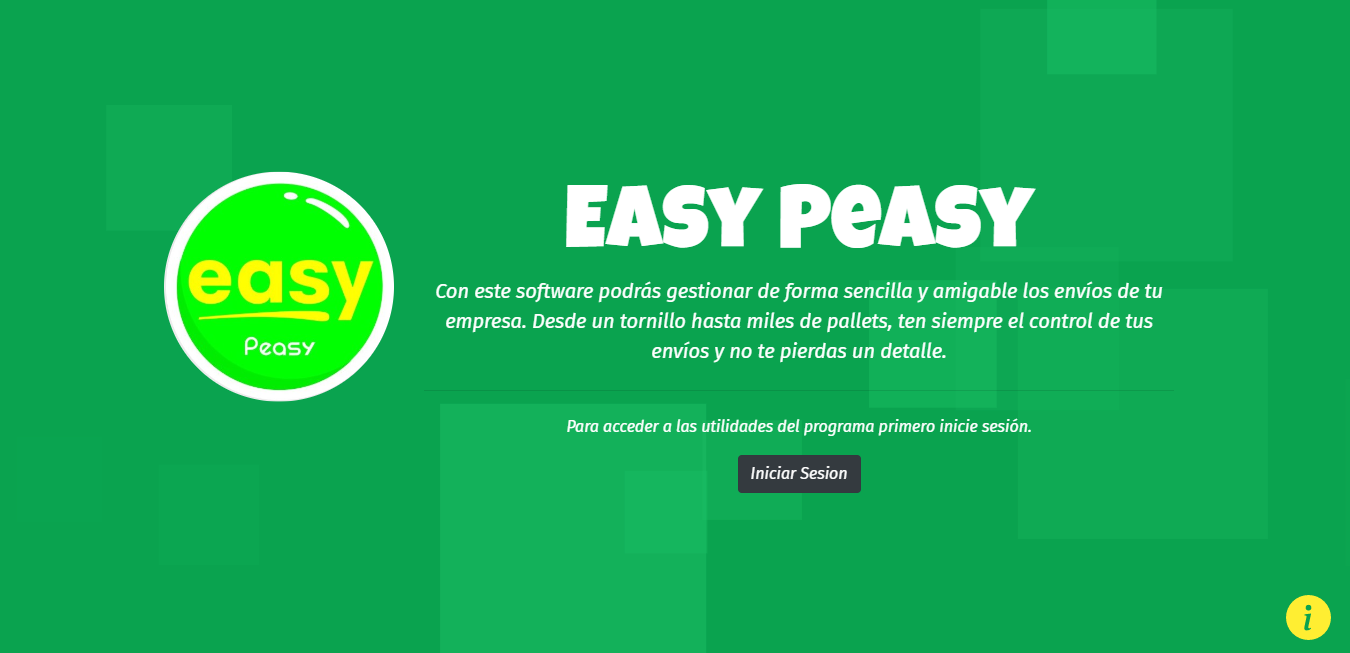 easy
Peasy
EASY PeASY
Con este software podrás gestionar de forma sencilla y amigable los envíos de tu
empresa. Desde un tornillo hasta miles de pallets, ten siempre el control de tus
envíos y no te pierdas un detalle.
Para acceder a las utilidades del programa primero inicie sesión.
Iniciar Sesion
i